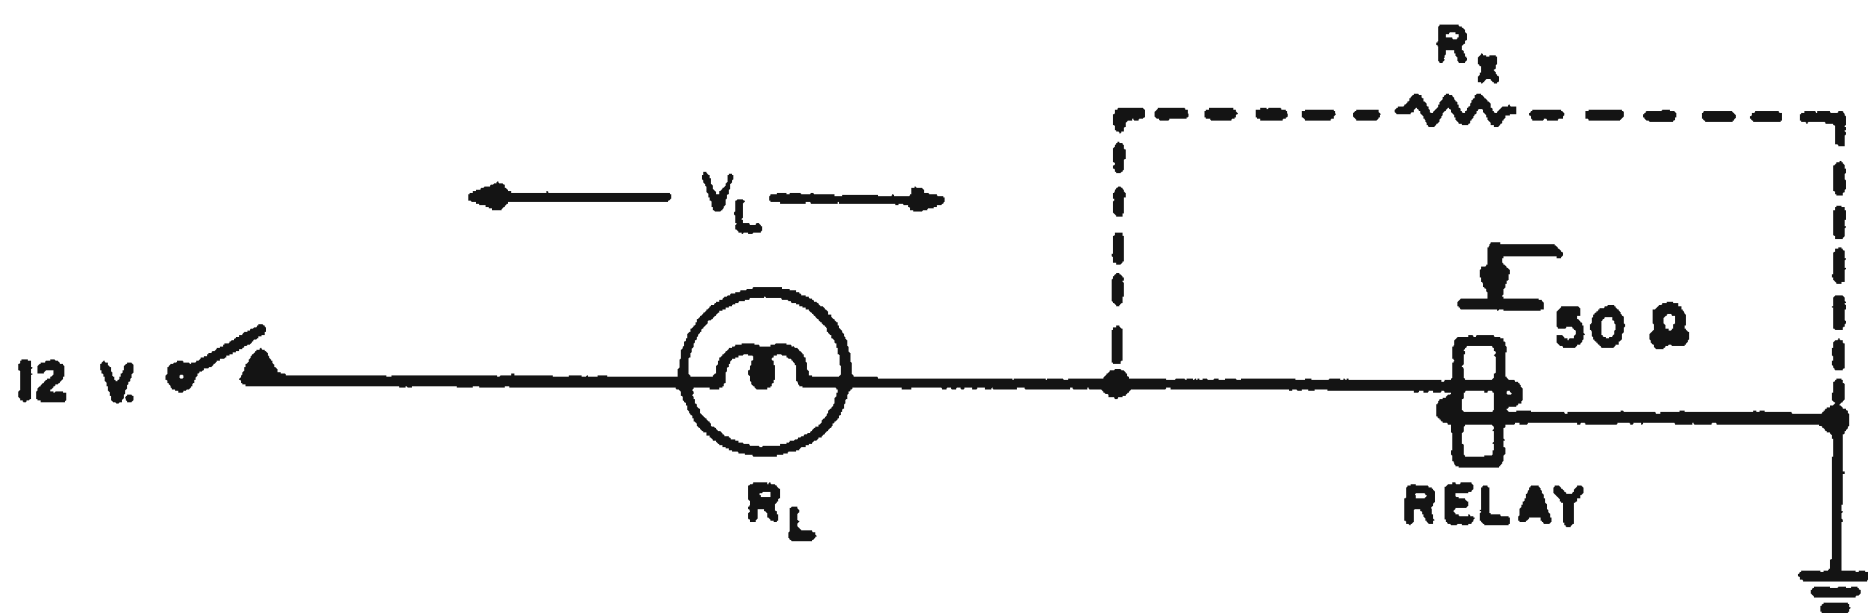 Rx
VL
50 Ω
12 V.
RL
RELAY